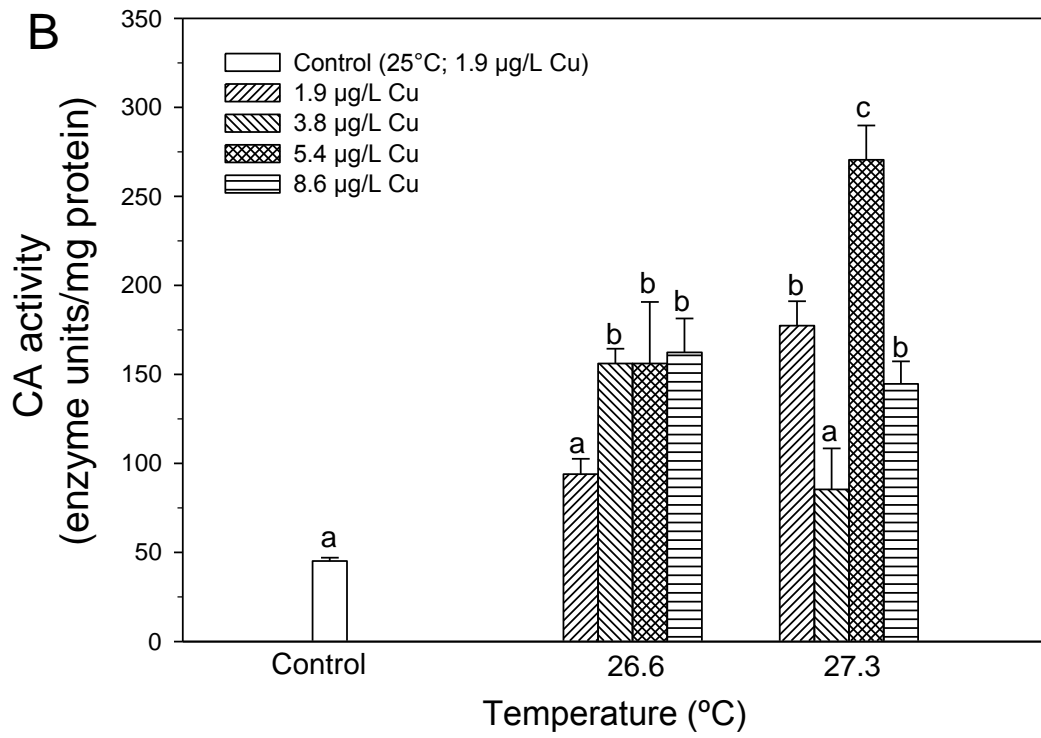 B
CA activity
(enzyme units/mg protein)
350
300
250
200
150
100
50
0
Control (25°C; 1.9 µg/L Cu)
1.9 µg/L Cu
3.8 µg/L Cu
5.4 µg/L Cu
8.6 µg/L Cu
a
a
b
b
b
b
a
c
b
Control
26.6
27.3
Temperature (ºC)